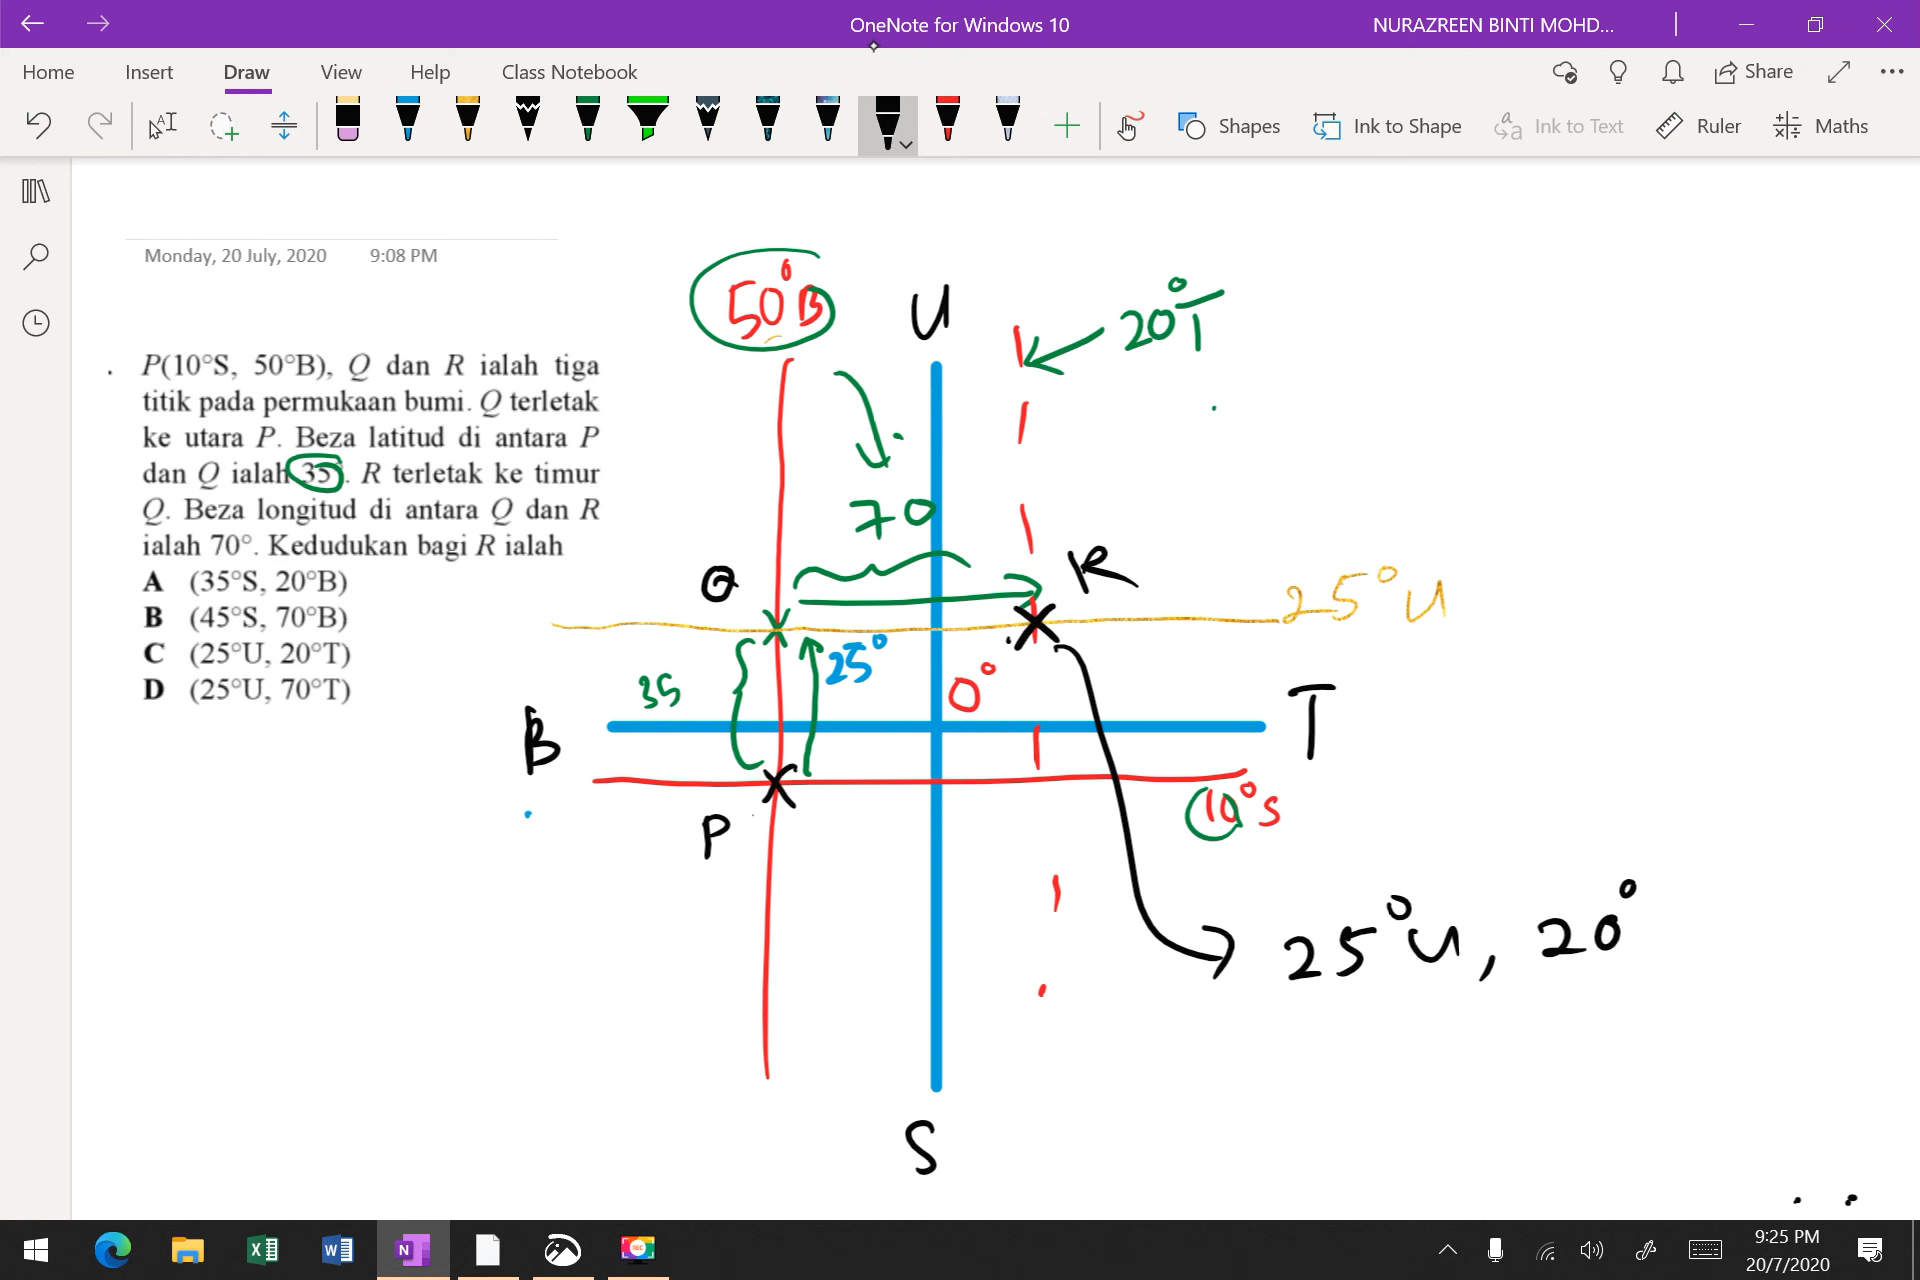 OneNote for Windows 10
NURAZREEN BINTI MOHD...
Home Insert Draw View Help Class Notebook
Share
Shapes Ink to Shape Ink to Text Ruler Maths
Monday, 20 July, 2020 9:08 PM
. P(10°S, 50°B), Q dan R ialah tiga
titik pada permukaan bumi. Q terletak
ke utara P. Beza latitud di antara P
dan Q ialah 35°. R terletak ke timur
Q. Beza longitud di antara Q dan R
ialah 70°. Kedudukan bagi R ialah
A (35°S, 20°B)
B (45°S, 70°B)
C (25°U, 20°T)
D (25°U, 70°T)
50°B
U
20°T
70
Q
R
25°U
25°
35
0°
B
T
P
10°S
25°U, 20°
S
9:25 PM
20/7/2020